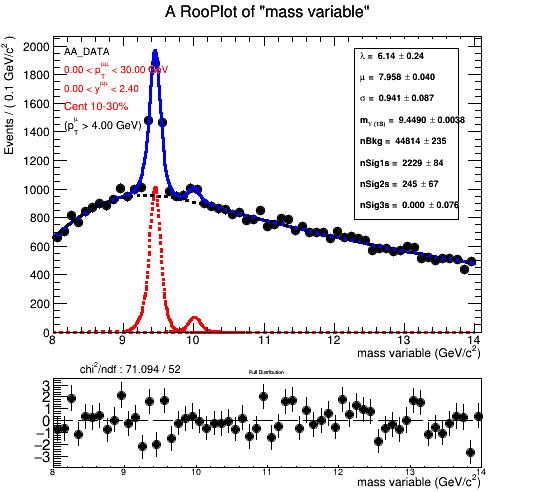 A RooPlot of "mass variable"
Events / ( 0.1 GeV/c² )
2000
1800
1600
1400
1200
1000
800
600
400
200
0
AA_DATA
0.00 < p_T^μμ < 30.00 GeV
0.00 < y^μμ < 2.40
Cent 10-30%
(p_T^μ > 4.00 GeV)
λ = 6.14 ± 0.24
μ = 7.958 ± 0.040
σ = 0.941 ± 0.087
m_ϒ(1S) = 9.4490 ± 0.0038
nBkg = 44814 ± 235
nSig1s = 2229 ± 84
nSig2s = 245 ± 67
nSig3s = 0.000 ± 0.076
8 9 10 11 12 13 14
mass variable (GeV/c²)
chi²/ndf : 71.094 / 52
Pull Distribution
3
2
1
0
−1
−2
−3
8 9 10 11 12 13 14
mass variable (GeV/c²)